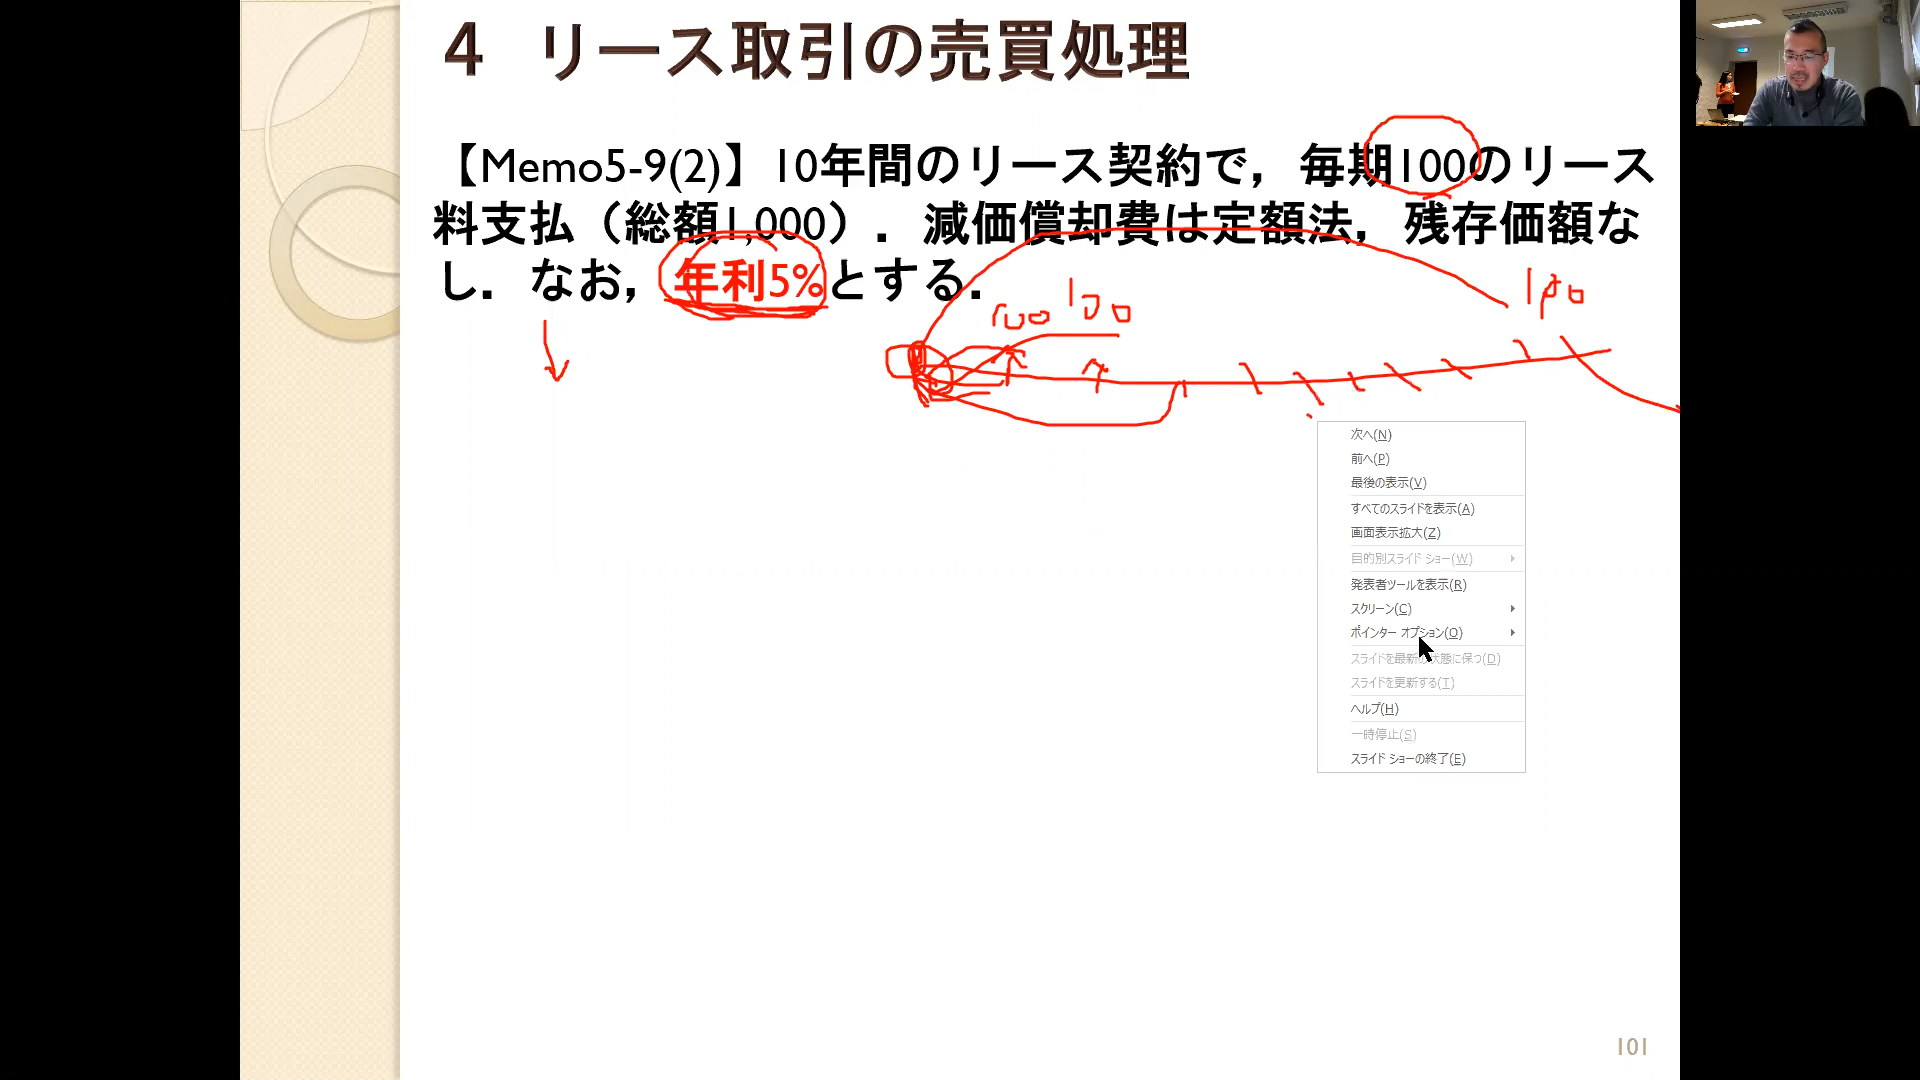 4 リース取引の売買処理
【Memo5-9(2)】10年間のリース契約で，毎期100のリース
料支払（総額1,000）．減価償却費は定額法，残存価額な
し．なお，年利5%とする．
100 100 100
次へ(N)
前へ(P)
最後の表示(V)
すべてのスライドを表示(A)
画面表示拡大(Z)
目的別スライド ショー(W)
発表者ツールを表示(R)
スクリーン(C)
ポインター オプション(O)
スライドを最新の状態に保つ(D)
スライドを更新する(T)
ヘルプ(H)
一時停止(S)
スライド ショーの終了(E)
101